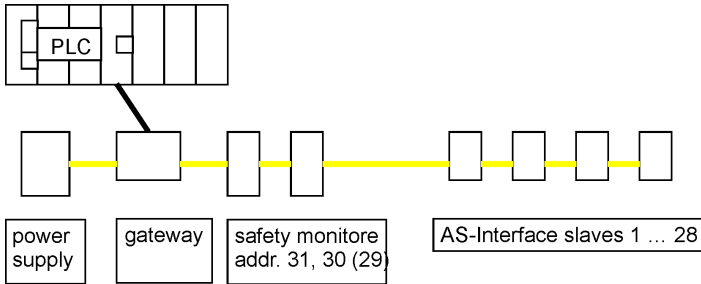 PLC
power
supply
gateway
safety monitore
addr. 31, 30 (29)
AS-Interface slaves 1 ... 28